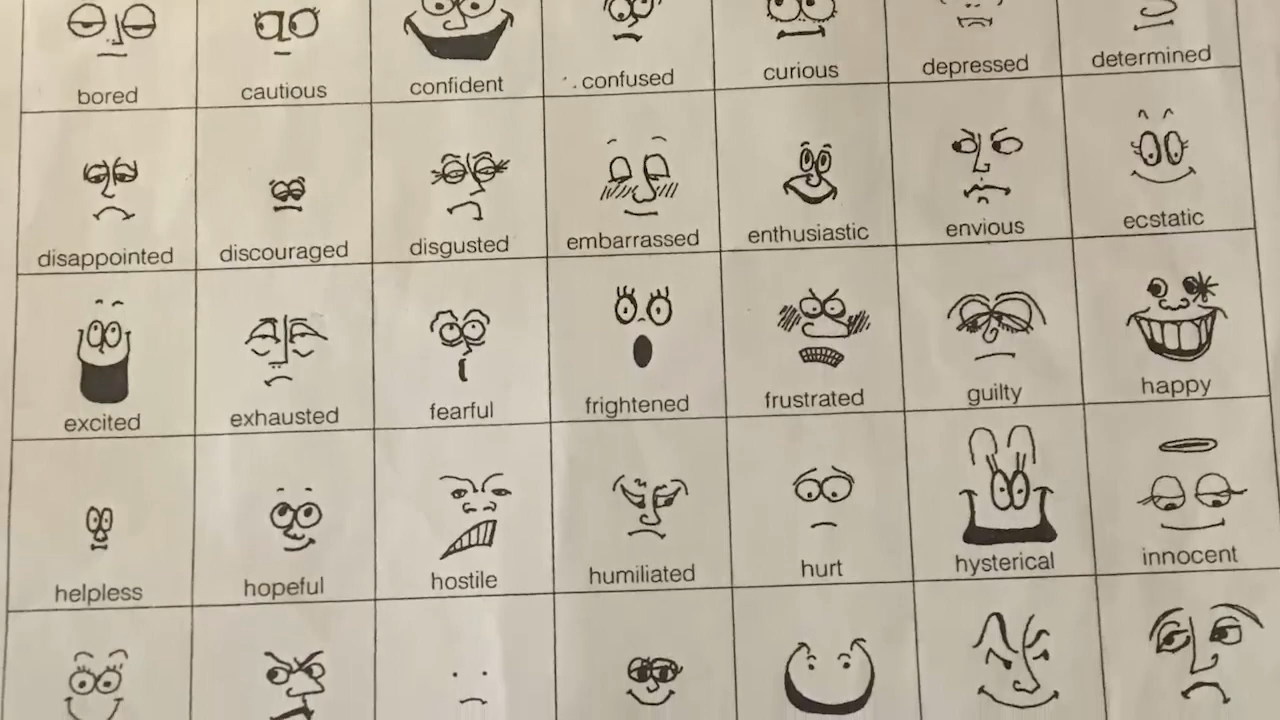 bored cautious confident confused curious depressed determined
disappointed discouraged disgusted embarrassed enthusiastic envious ecstatic
excited exhausted fearful frightened frustrated guilty happy
helpless hopeful hostile humiliated hurt hysterical innocent